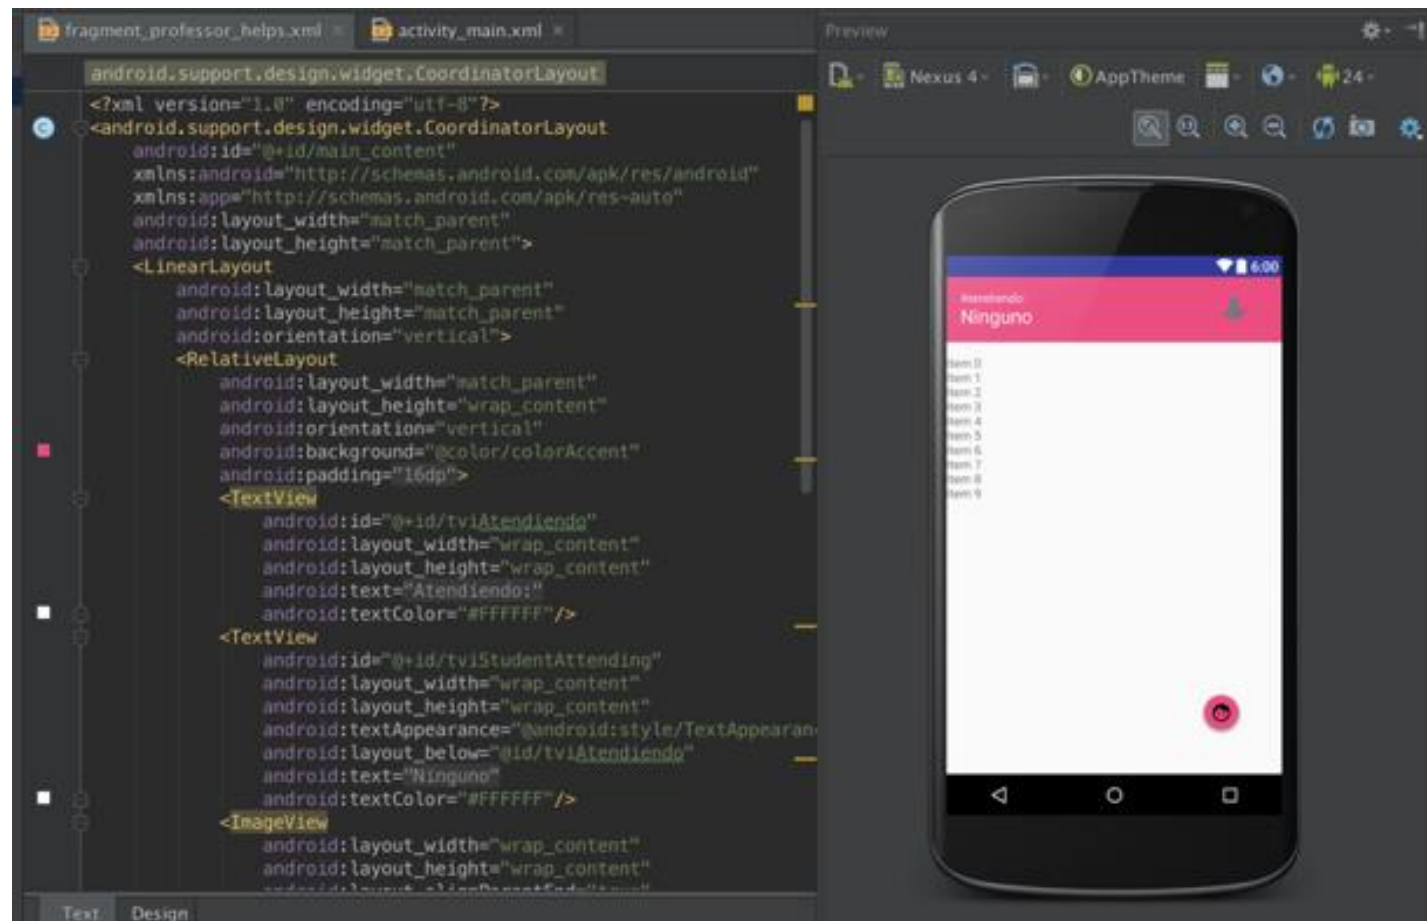 fragment_professor_helps.xml
activity_main.xml
android.support.design.widget.CoordinatorLayout
<?xml version="1.0" encoding="utf-8"?>
<android.support.design.widget.CoordinatorLayout
android:id="@+id/main_content"
xmlns:android="http://schemas.android.com/apk/res/android"
xmlns:app="http://schemas.android.com/apk/res-auto"
android:layout_width="match_parent"
android:layout_height="match_parent">
<LinearLayout
android:layout_width="match_parent"
android:layout_height="match_parent"
android:orientation="vertical">
<RelativeLayout
android:layout_width="match_parent"
android:layout_height="wrap_content"
android:orientation="vertical"
android:background="@color/colorAccent"
android:padding="16dp">
<TextView
android:id="@+id/tviAtendiendo"
android:layout_width="wrap_content"
android:layout_height="wrap_content"
android:text="Atendiendo:"
android:textColor="#FFFFFF"/>
<TextView
android:id="@+id/tviStudentAttending"
android:layout_width="wrap_content"
android:layout_height="wrap_content"
android:textAppearance="@android:style/TextAppearan
android:layout_below="@id/tviAtendiendo"
android:text="Ninguno"
android:textColor="#FFFFFF"/>
<ImageView
android:layout_width="wrap_content"
android:layout_height="wrap_content"
android:layout_alignParentEnd="true"
Text
Design
Preview
Nexus 4
AppTheme
24
6:00
Atendiendo:
Ninguno
Item 0
Item 1
Item 2
Item 3
Item 4
Item 5
Item 6
Item 7
Item 8
Item 9